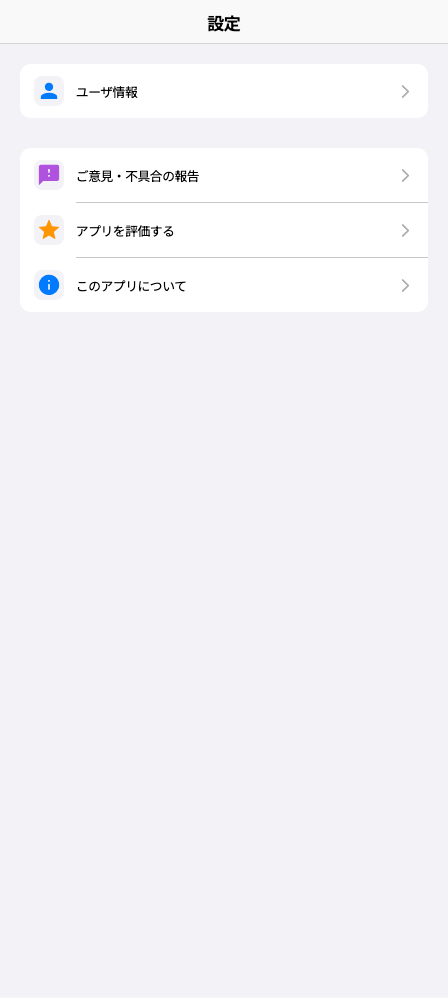 設定
ユーザ情報
ご意見・不具合の報告
アプリを評価する
このアプリについて